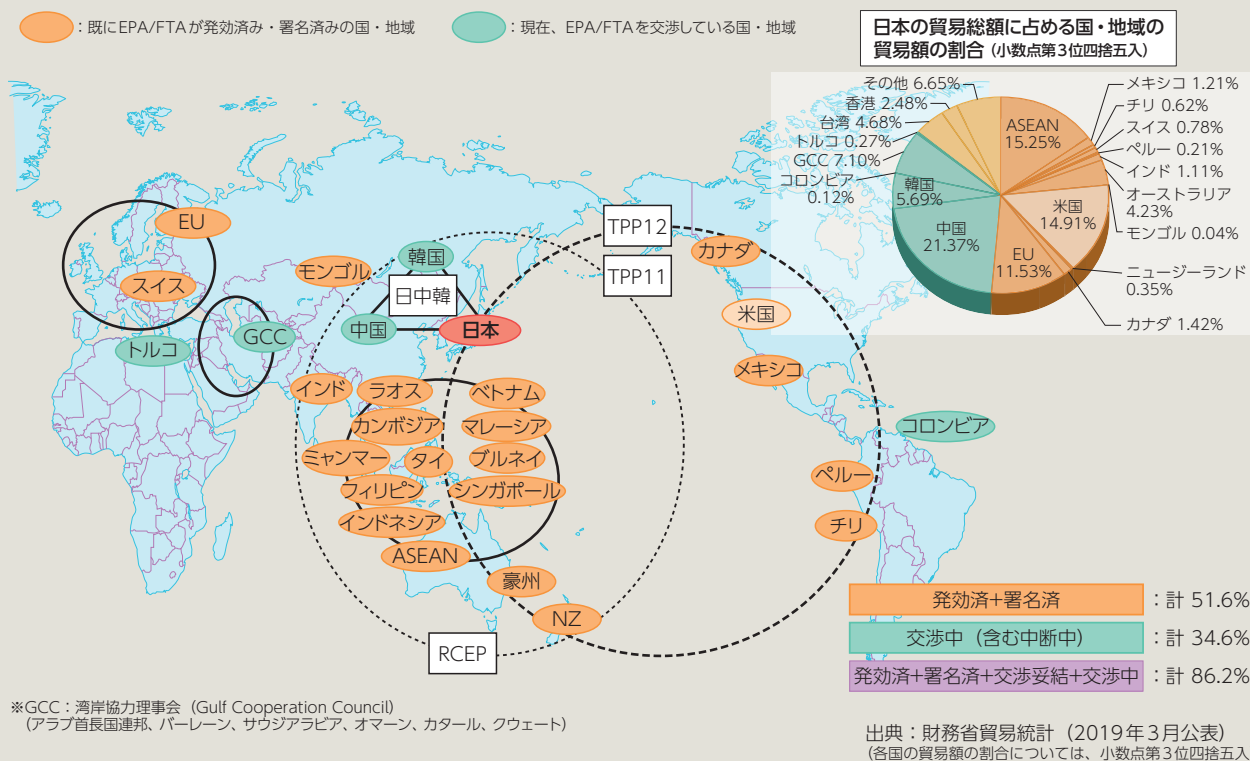 ：既にEPA/FTAが発効済み・署名済みの国・地域
：現在、EPA/FTAを交渉している国・地域
日本の貿易総額に占める国・地域の
貿易額の割合（小数点第3位四捨五入）
その他 6.65%
香港 2.48%
台湾 4.68%
トルコ 0.27%
GCC 7.10%
コロンビア
0.12%
韓国
5.69%
中国
21.37%
ASEAN
15.25%
米国
14.91%
EU
11.53%
メキシコ 1.21%
チリ 0.62%
スイス 0.78%
ペルー 0.21%
インド 1.11%
オーストラリア
4.23%
モンゴル 0.04%
ニュージーランド
0.35%
カナダ 1.42%
EU
スイス
トルコ
GCC
モンゴル
韓国
日中韓
中国
日本
TPP12
TPP11
カナダ
米国
メキシコ
コロンビア
ペルー
チリ
インド
ラオス
ベトナム
カンボジア
マレーシア
ミャンマー
タイ
ブルネイ
フィリピン
シンガポール
インドネシア
ASEAN
豪州
NZ
RCEP
発効済+署名済：計 51.6%
交渉中（含む中断中）：計 34.6%
発効済+署名済+交渉妥結+交渉中：計 86.2%
※GCC：湾岸協力理事会（Gulf Cooperation Council）
（アラブ首長国連邦、バーレーン、サウジアラビア、オマーン、カタール、クウェート）
出典：財務省貿易統計（2019年3月公表）
（各国の貿易額の割合については、小数点第3位四捨五入